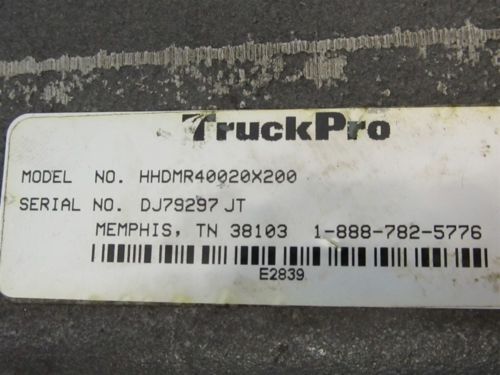 TruckPro
MODEL NO. HHDMR40020X200
SERIAL NO. DJ79297 JT
MEMPHIS, TN 38103 1-888-782-5776
E2839